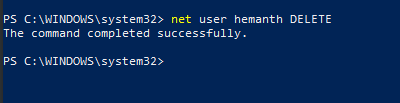 PS C:\WINDOWS\system32> net user hemanth DELETE
The command completed successfully.
PS C:\WINDOWS\system32>